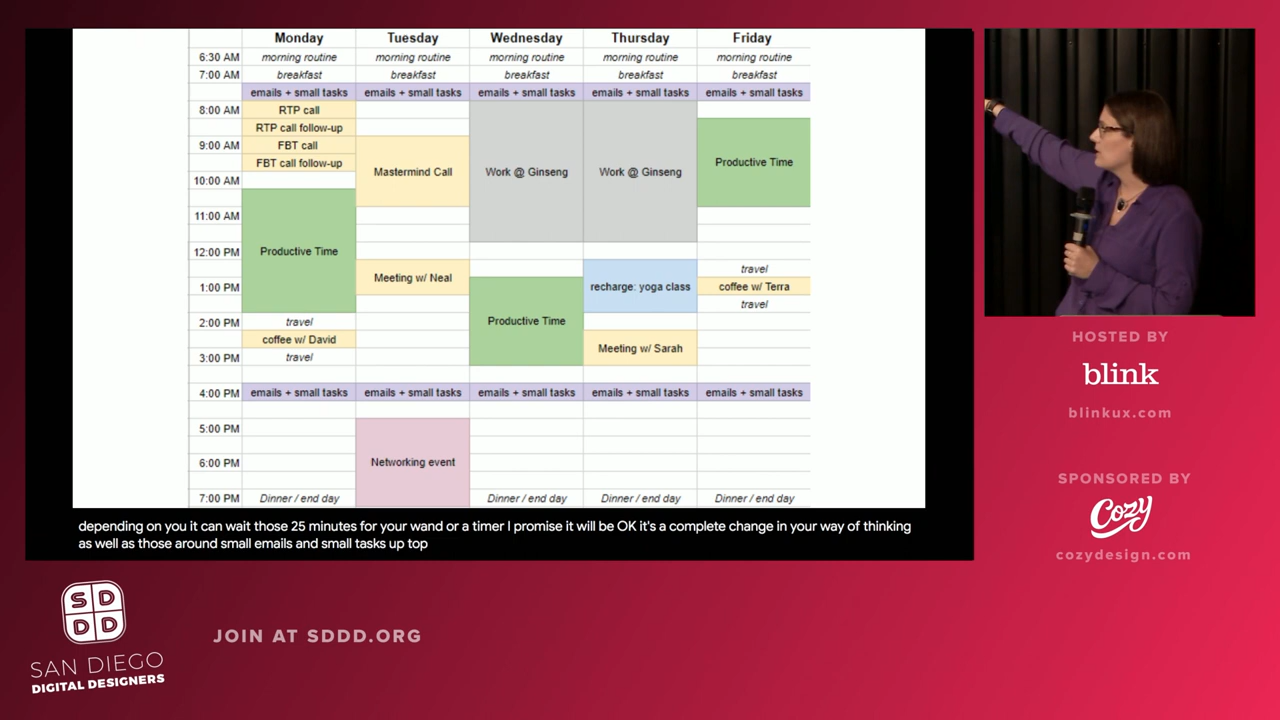 Monday Tuesday Wednesday Thursday Friday
6:30 AM morning routine morning routine morning routine morning routine morning routine
7:00 AM breakfast breakfast breakfast breakfast breakfast
emails + small tasks emails + small tasks emails + small tasks emails + small tasks emails + small tasks
8:00 AM RTP call
RTP call follow-up
9:00 AM FBT call
FBT call follow-up Productive Time
Mastermind Call Work @ Ginseng Work @ Ginseng
10:00 AM
11:00 AM
12:00 PM Productive Time
travel
Meeting w/ Neal
1:00 PM recharge: yoga class coffee w/ Terra
travel
2:00 PM travel Productive Time
coffee w/ David Meeting w/ Sarah
3:00 PM travel
4:00 PM emails + small tasks emails + small tasks emails + small tasks emails + small tasks emails + small tasks
5:00 PM
6:00 PM Networking event
7:00 PM Dinner / end day Dinner / end day Dinner / end day Dinner / end day
depending on you it can wait those 25 minutes for your wand or a timer I promise it will be OK it's a complete change in your way of thinking
as well as those around small emails and small tasks up top
HOSTED BY
blink
blinkux.com
SPONSORED BY
Cozy
cozydesign.com
SD
DD
SAN DIEGO
DIGITAL DESIGNERS
JOIN AT SDDD.ORG